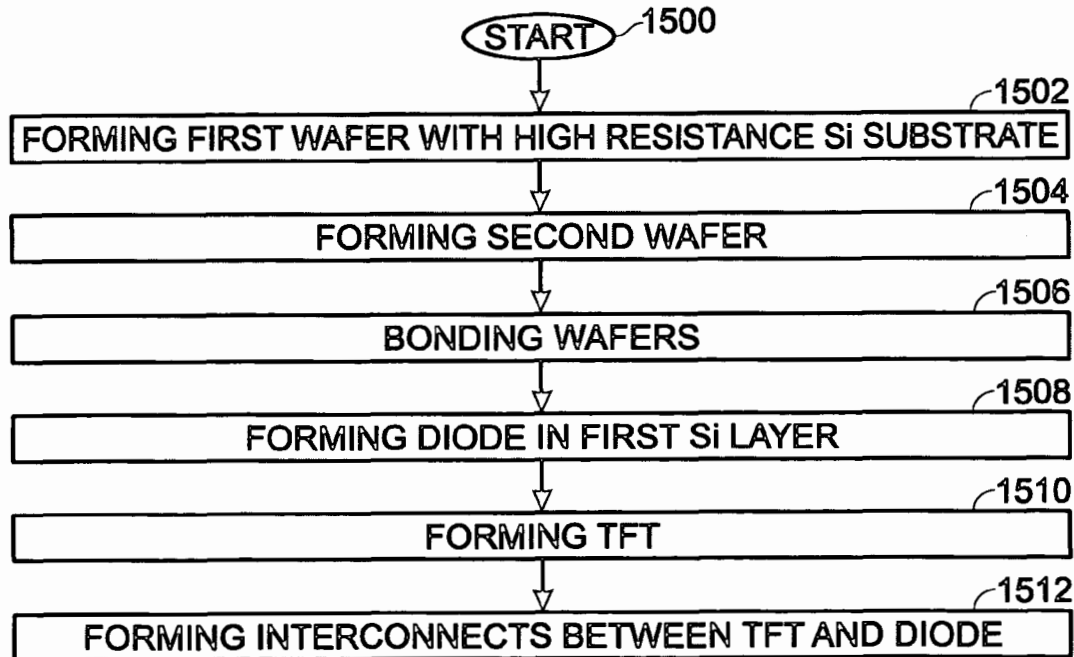 START
1500
1502
FORMING FIRST WAFER WITH HIGH RESISTANCE Si SUBSTRATE
1504
FORMING SECOND WAFER
1506
BONDING WAFERS
1508
FORMING DIODE IN FIRST Si LAYER
1510
FORMING TFT
1512
FORMING INTERCONNECTS BETWEEN TFT AND DIODE